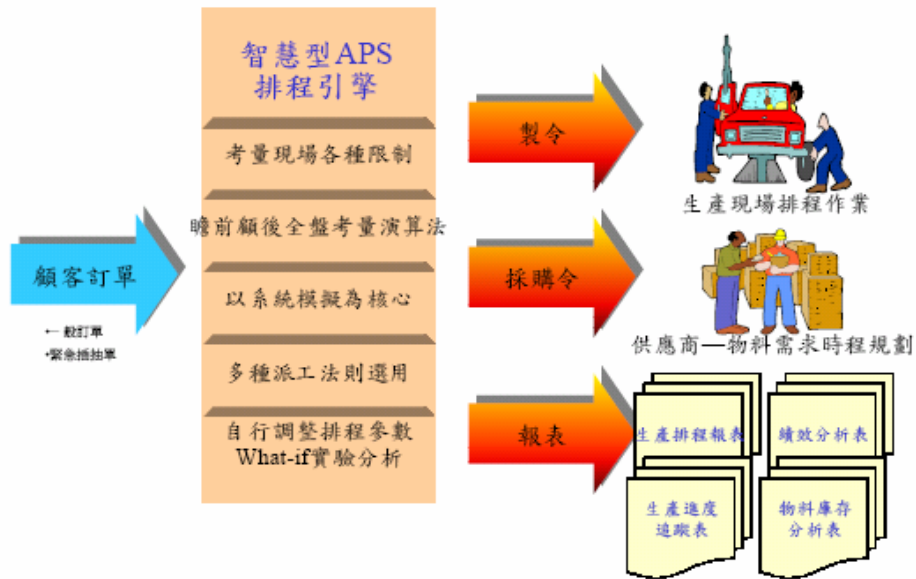 智慧型APS
排程引擎
考量現場各種限制
瞻前顧後全盤考量演算法
以系統模擬為核心
多種派工法則選用
自行調整排程參數
What-if實驗分析
顧客訂單
•一般訂單
•緊急插抽單
製令
生產現場排程作業
採購令
供應商—物料需求時程規劃
報表
生產排程報表
績效分析表
生產進度
追蹤表
物料庫存
分析表